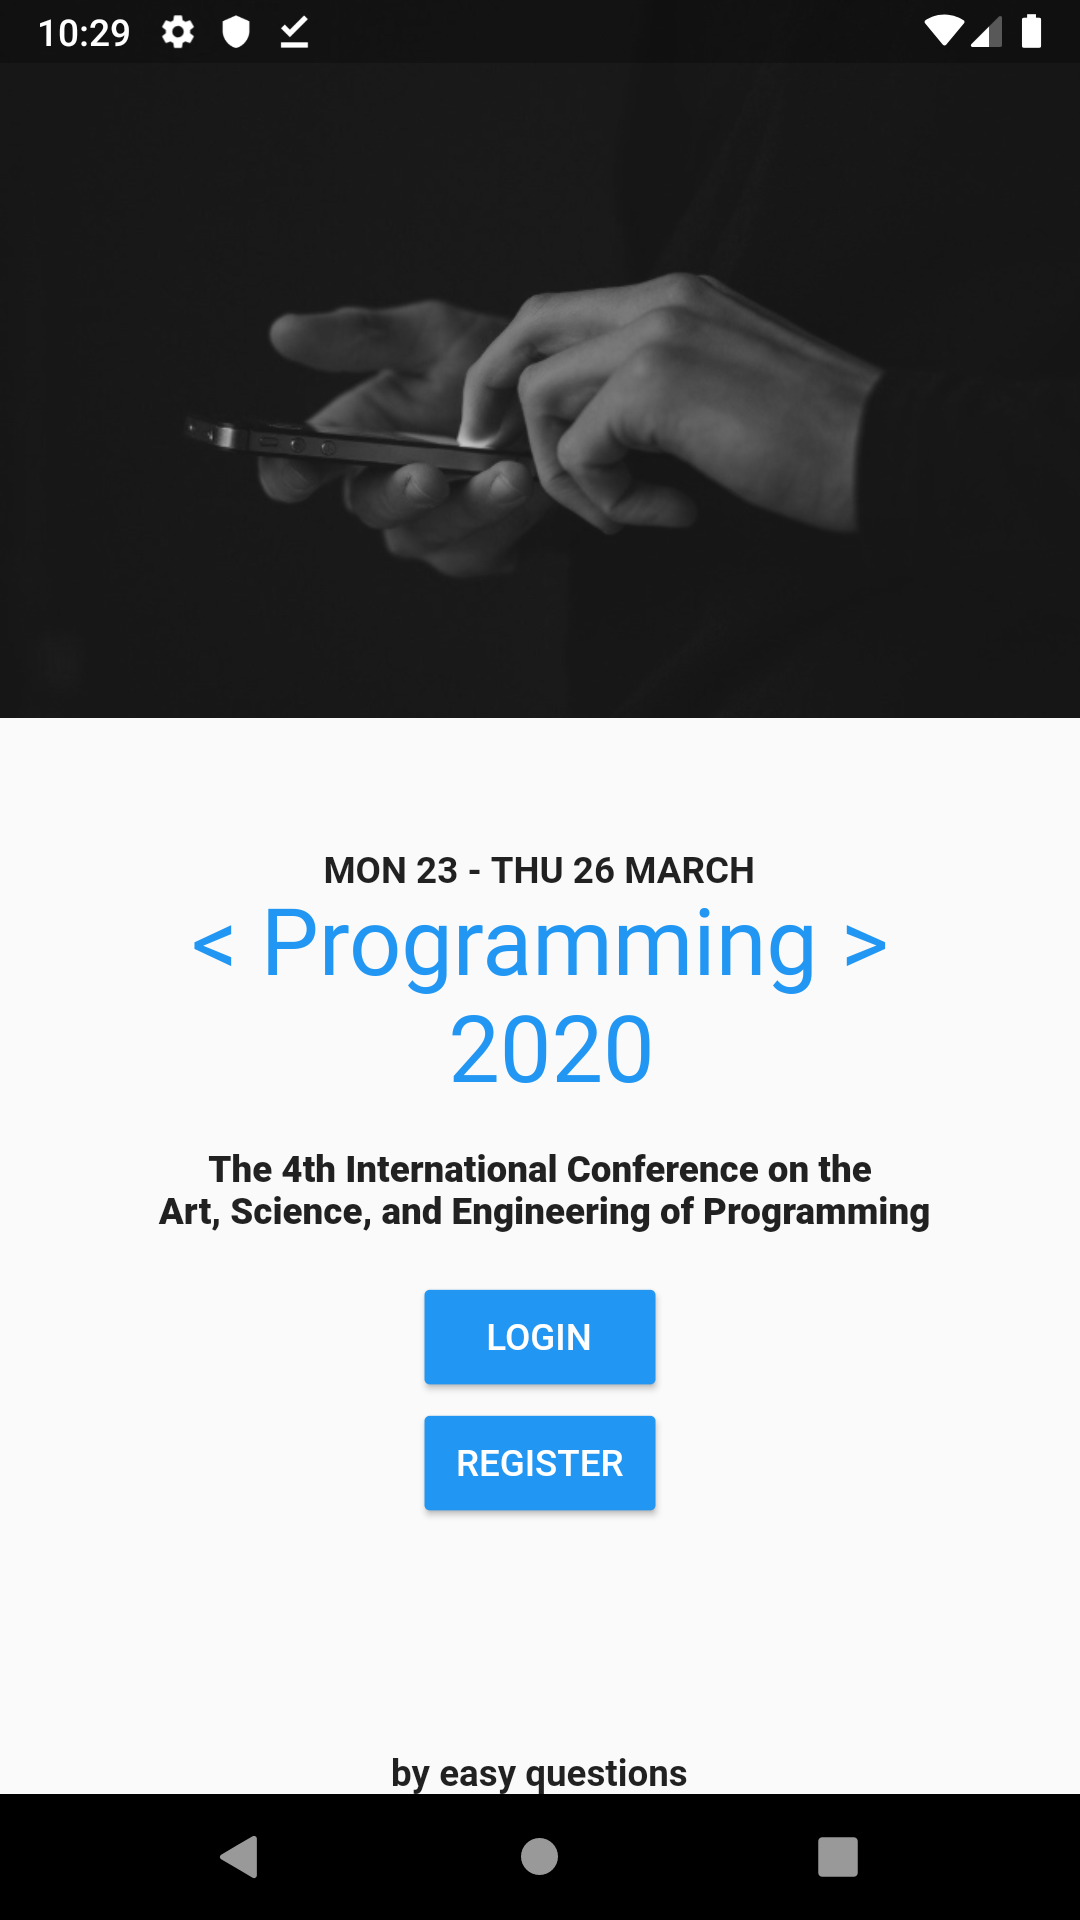 10:29
MON 23 - THU 26 MARCH
< Programming >
2020
The 4th International Conference on the
Art, Science, and Engineering of Programming
LOGIN
REGISTER
by easy questions